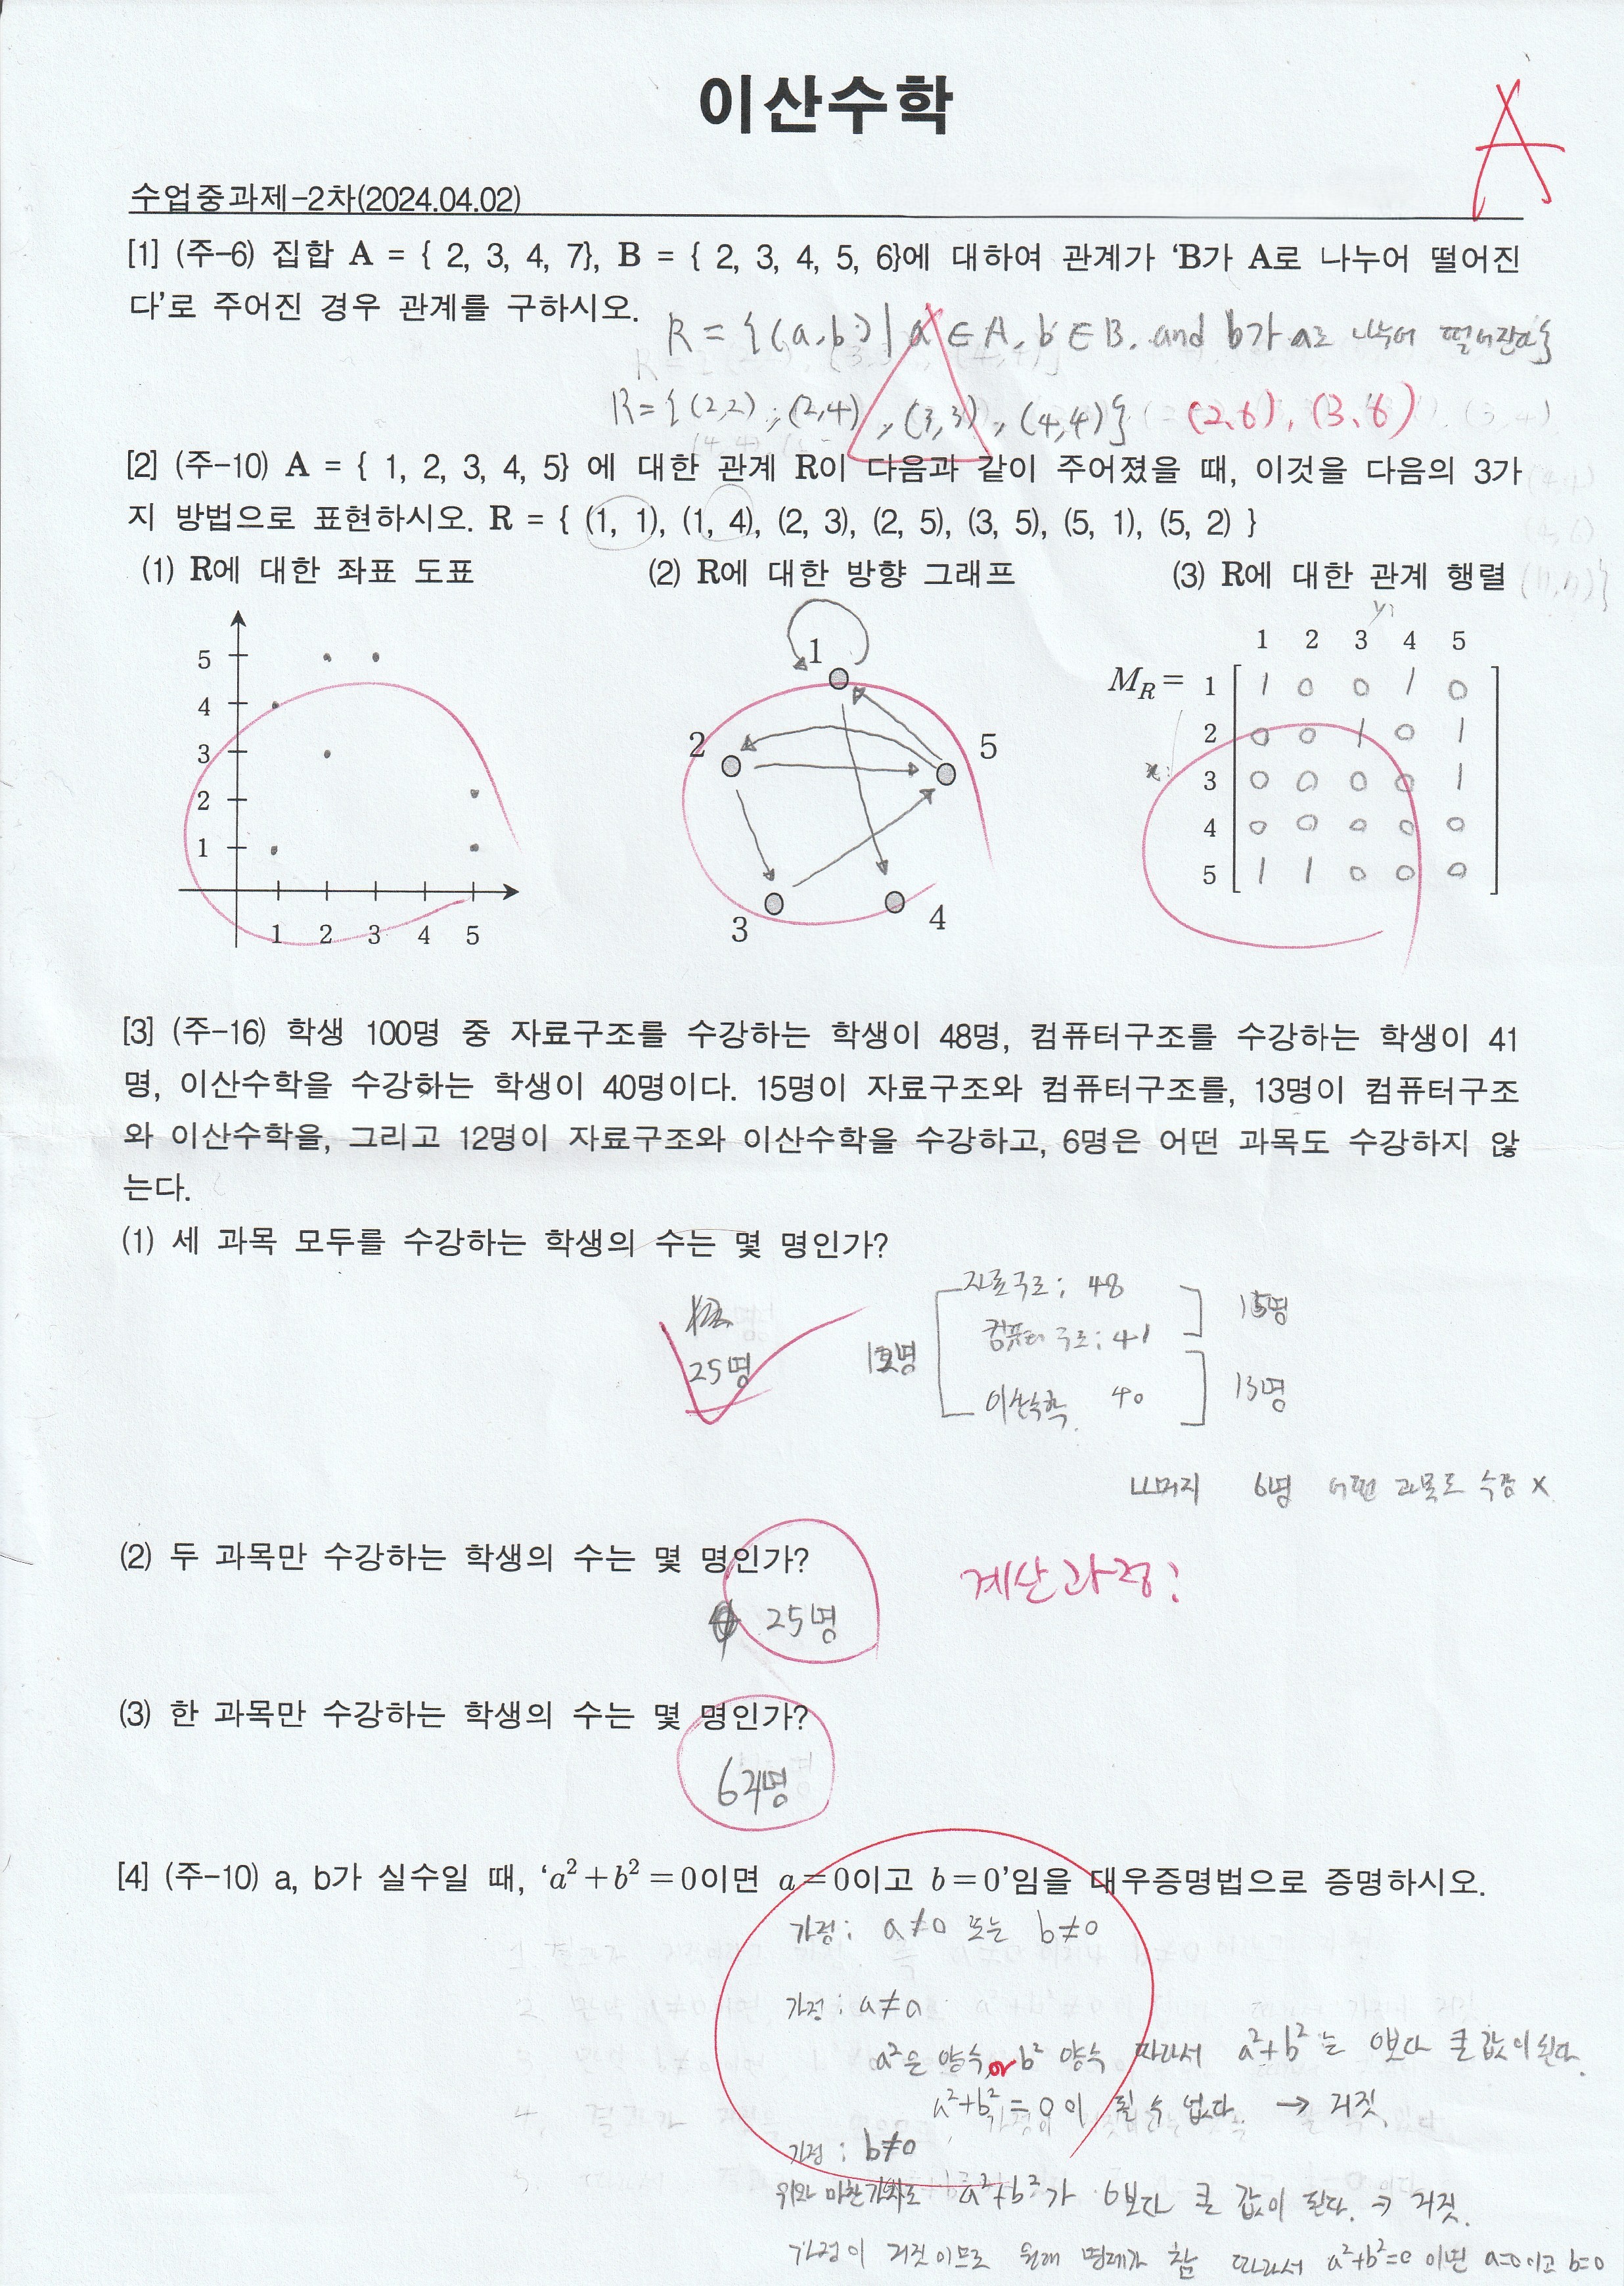 이산수학
A
수업중과제-2차(2024.04.02)
[1] (주-6) 집합 A = { 2, 3, 4, 7}, B = { 2, 3, 4, 5, 6}에 대하여 관계가 ‘B가 A로 나누어 떨어진
다’로 주어진 경우 관계를 구하시오.
R = {(a,b) | a ∈ A, b ∈ B, and b가 a로 나누어 떨어진다}
R = {(2,2), (2,4), (3,3), (4,4)} (2,6), (3,6)
[2] (주-10) A = { 1, 2, 3, 4, 5} 에 대한 관계 R이 다음과 같이 주어졌을 때, 이것을 다음의 3가
지 방법으로 표현하시오. R = { (1, 1), (1, 4), (2, 3), (2, 5), (3, 5), (5, 1), (5, 2) }
(1) R에 대한 좌표 도표 (2) R에 대한 방향 그래프 (3) R에 대한 관계 행렬
5
4
3
2
1
1 2 3 4 5
1
2
5
3
4
1 2 3 4 5
M_R = 1 1 0 0 1 0
2 0 0 1 0 1
3 0 0 0 0 1
4 0 0 0 0 0
5 1 1 0 0 0
[3] (주-16) 학생 100명 중 자료구조를 수강하는 학생이 48명, 컴퓨터구조를 수강하는 학생이 41
명, 이산수학을 수강하는 학생이 40명이다. 15명이 자료구조와 컴퓨터구조를, 13명이 컴퓨터구조
와 이산수학을, 그리고 12명이 자료구조와 이산수학을 수강하고, 6명은 어떤 과목도 수강하지 않
는다.
(1) 세 과목 모두를 수강하는 학생의 수는 몇 명인가?
자료구조: 48
15명
컴퓨터 구조: 41
25명
12명
이산수학 40
13명
나머지 6명 어떤 과목도 수강 x
(2) 두 과목만 수강하는 학생의 수는 몇 명인가?
계산과정:
25명
(3) 한 과목만 수강하는 학생의 수는 몇 명인가?
64명
[4] (주-10) a, b가 실수일 때, ‘a²+b²=0이면 a=0이고 b=0’임을 대우증명법으로 증명하시오.
가정: a≠0 또는 b≠0
가정: a≠a
a²은 양수, or b² 양수 따라서 a²+b²는 0보다 큰 값이 된다.
a²+b²=0이 될 수 없다 → 거짓.
가정: b≠0
위와 마찬가지로 a²+b²가 0보다 큰 값이 된다. → 거짓.
가정이 거짓이므로 원래 명제가 참 따라서 a²+b²=0 이면 a=0이고 b=0